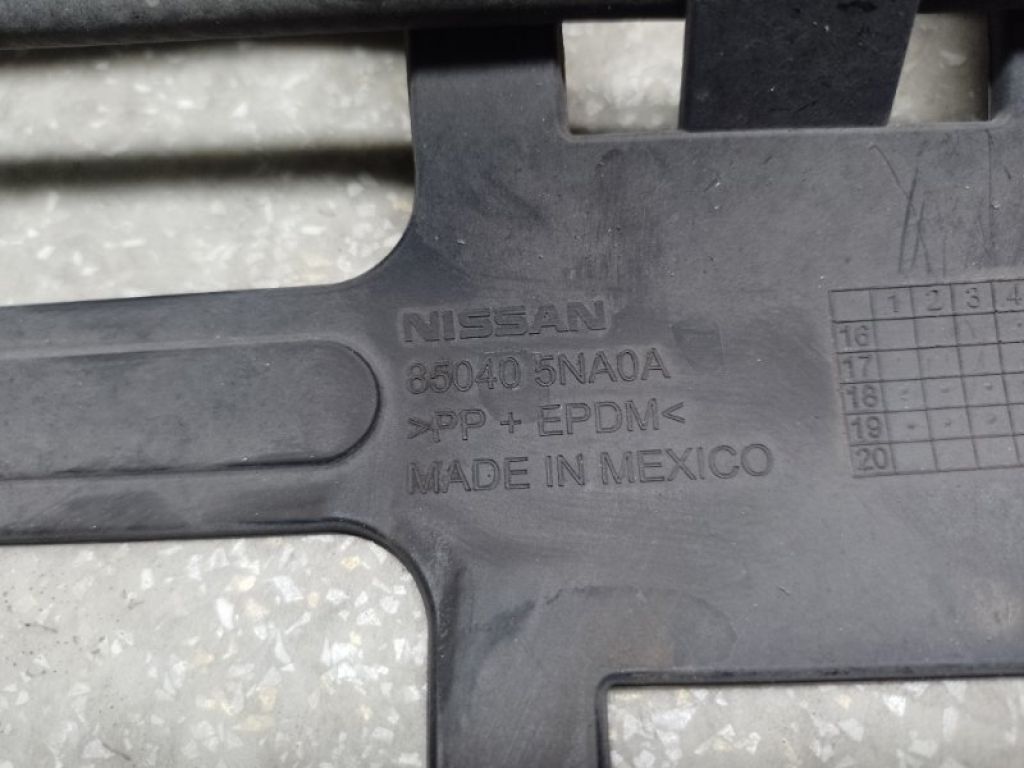 NISSAN
85040 5NA0A
>PP + EPDM<
MADE IN MEXICO
1 2 3 4
16
17
18
19
20